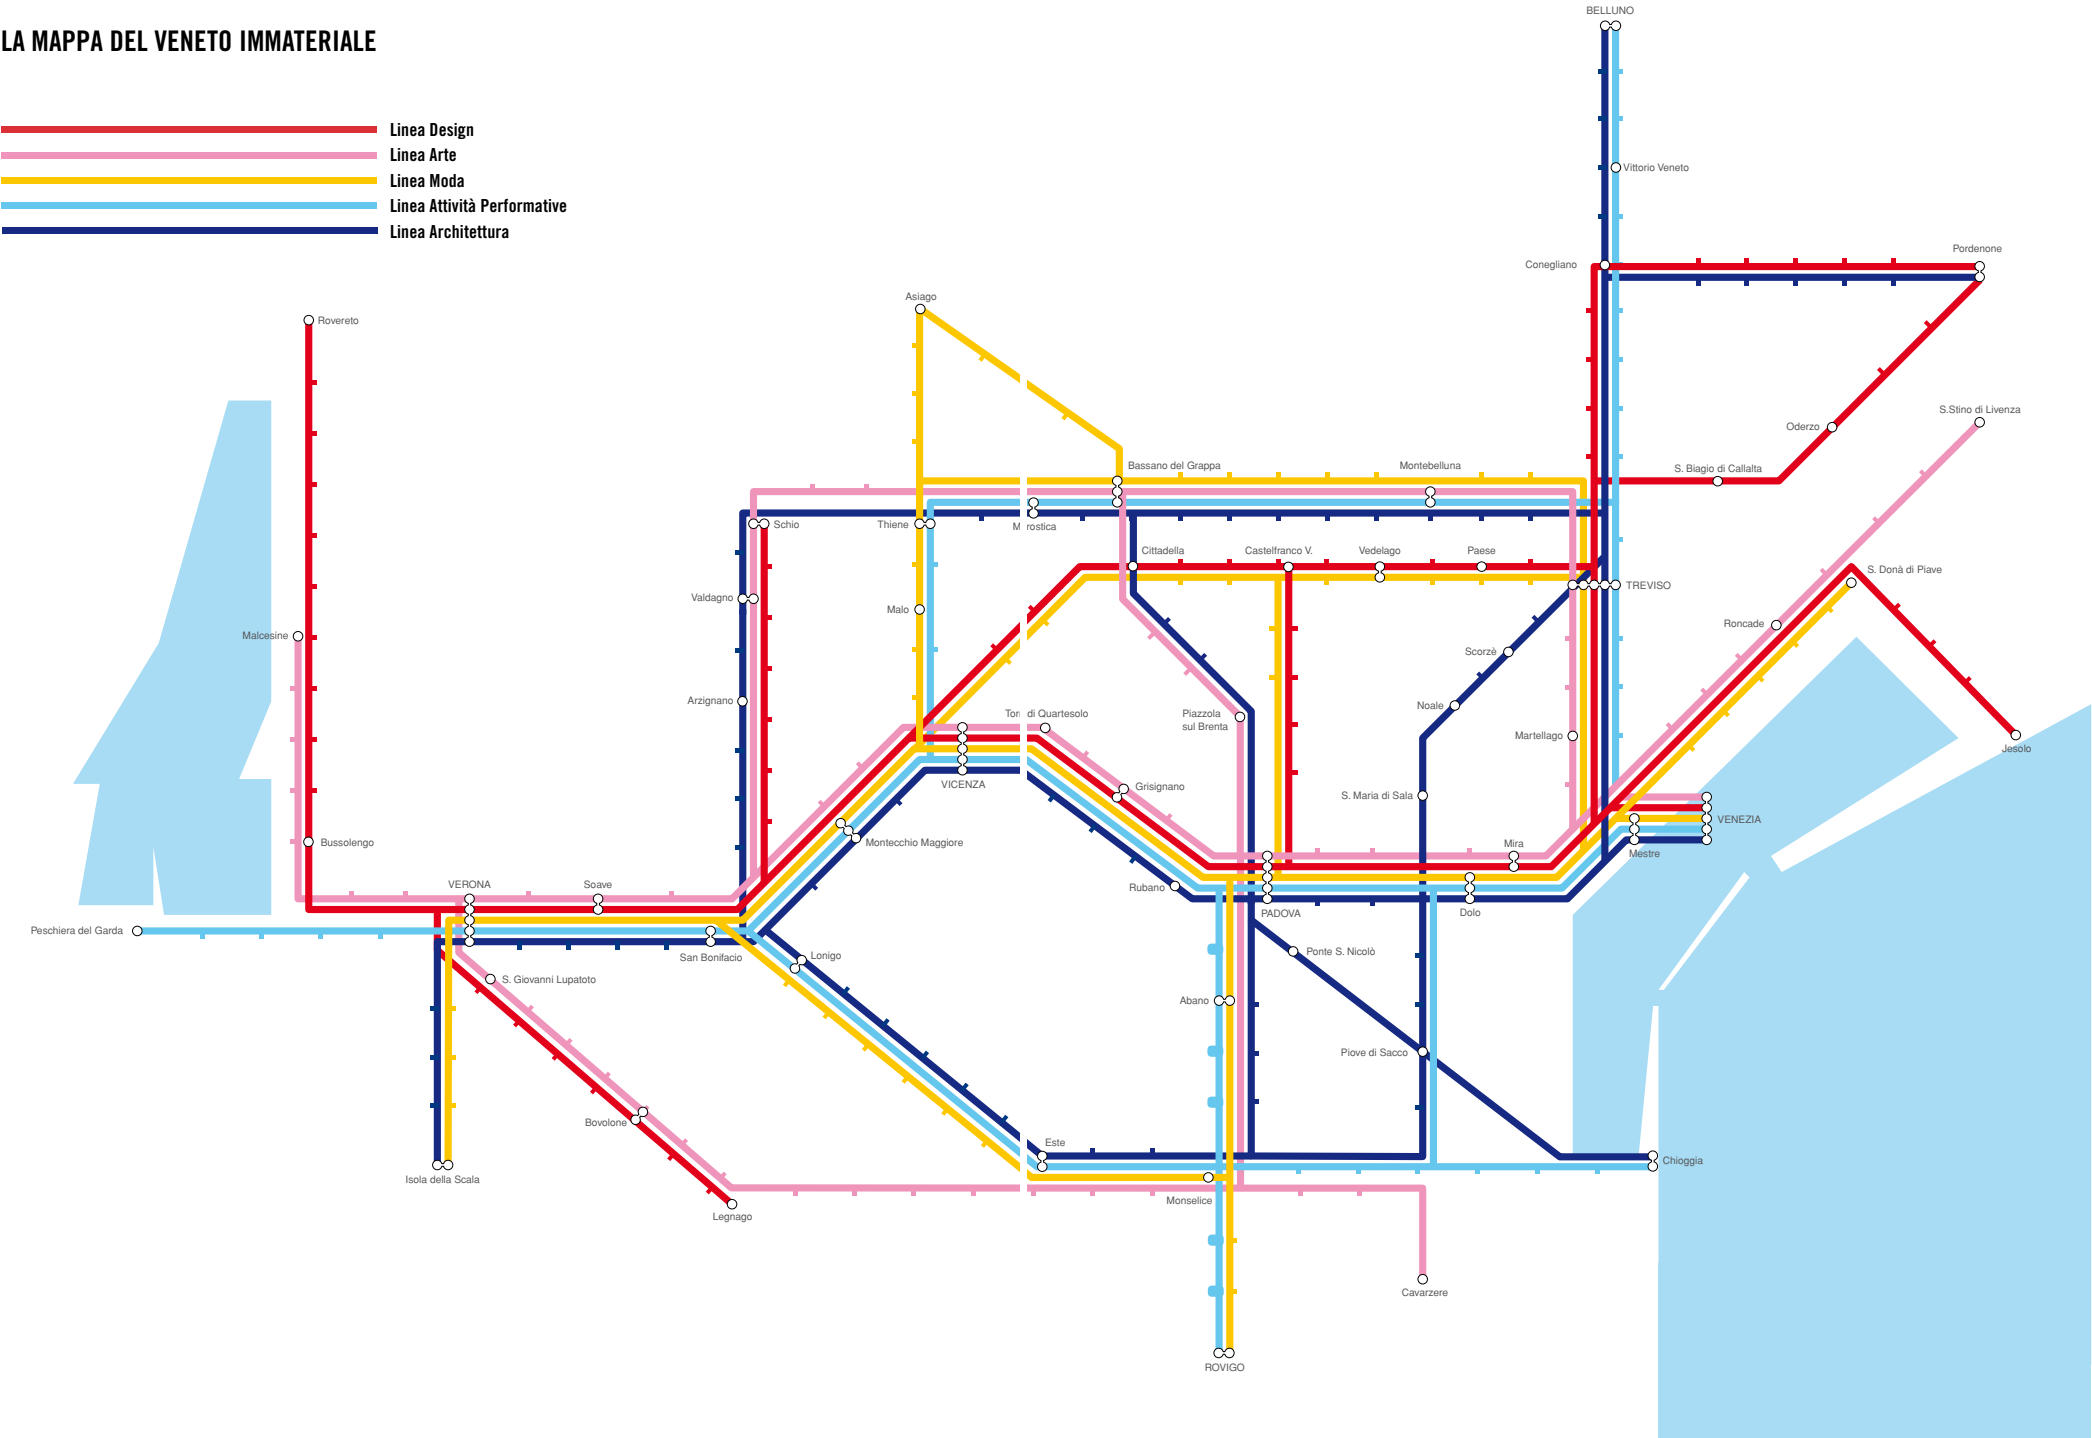 LA MAPPA DEL VENETO IMMATERIALE
Linea Design
Linea Arte
Linea Moda
Linea Attività Performative
Linea Architettura
BELLUNO
Vittorio Veneto
Conegliano
Pordenone
Asiago
Rovereto
S.Stino di Livenza
Oderzo
Bassano del Grappa
Montebelluna
S. Biagio di Callalta
Schio
Thiene
M rostica
Cittadella
Castelfranco V.
Vedelago
Paese
S. Donà di Piave
TREVISO
Valdagno
Malo
Roncade
Malcesine
Scorzè
Arzignano
Noale
Torri di Quartesolo
Piazzola
sul Brenta
Martellago
Jesolo
VICENZA
Grisignano
S. Maria di Sala
VENEZIA
Bussolengo
Montecchio Maggiore
Mira
Mestre
VERONA
Soave
Rubano
PADOVA
Dolo
Peschiera del Garda
San Bonifacio
Lonigo
Ponte S. Nicolò
S. Giovanni Lupatoto
Abano
Piove di Sacco
Bovolone
Este
Chioggia
Isola della Scala
Monselice
Legnago
Cavarzere
ROVIGO